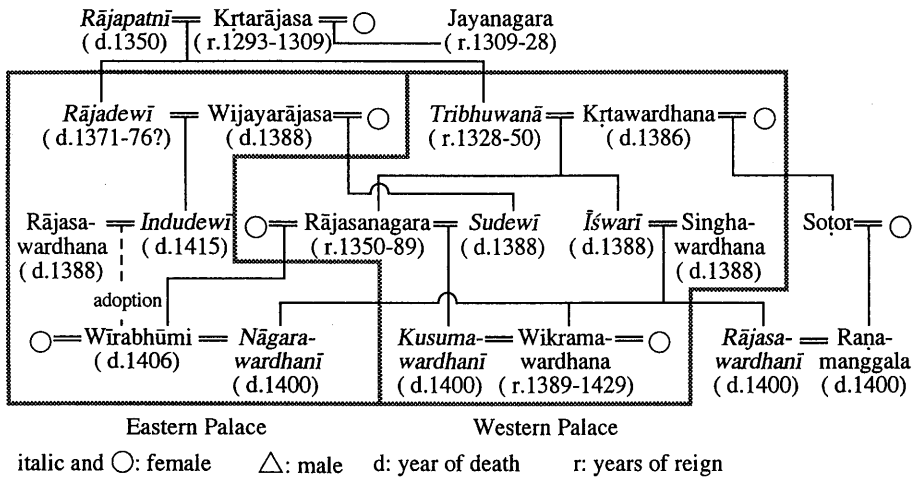 Rājapatnī Kṛtarājasa Jayanagara
(d.1350) (r.1293-1309) (r.1309-28)
Rājadewī Wijayarājasa Tribhuwanā Kṛtawardhana
(d.1371-76?) (d.1388) (r.1328-50) (d.1386)
Rājasa- Indudewī Rājasanagara Sudewī Īśwarī Singha- Soṭor
wardhana (d.1415) (r.1350-89) (d.1388) (d.1388) wardhana
(d.1388) (d.1388)
adoption
Wīrabhūmi Nāgara- Kusuma- Wikrama- Rājasa- Raṇa-
(d.1406) wardhanī wardhanī wardhana wardhanī manggala
(d.1400) (d.1400) (r.1389-1429) (d.1400) (d.1400)
Eastern Palace Western Palace
italic and ○: female △: male d: year of death r: years of reign